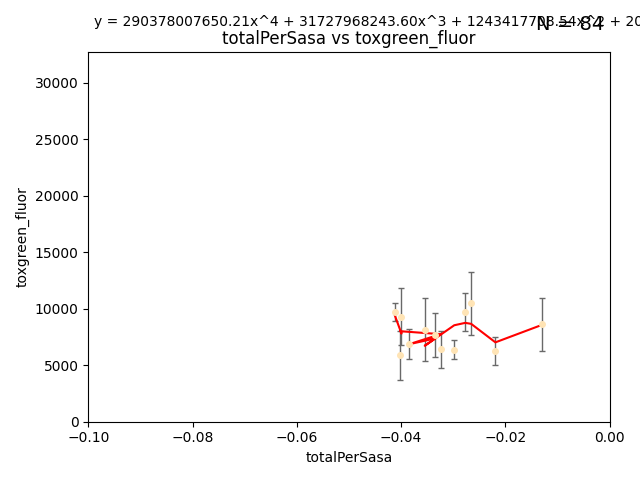 y = 290378007650.21x^4 + 31727968243.60x^3 + 1243417
N = 84
totalPerSasa vs toxgreen_fluor
30000
25000
20000
15000
10000
5000
0
toxgreen_fluor
−0.10
−0.08
−0.06
−0.04
−0.02
0.00
totalPerSasa